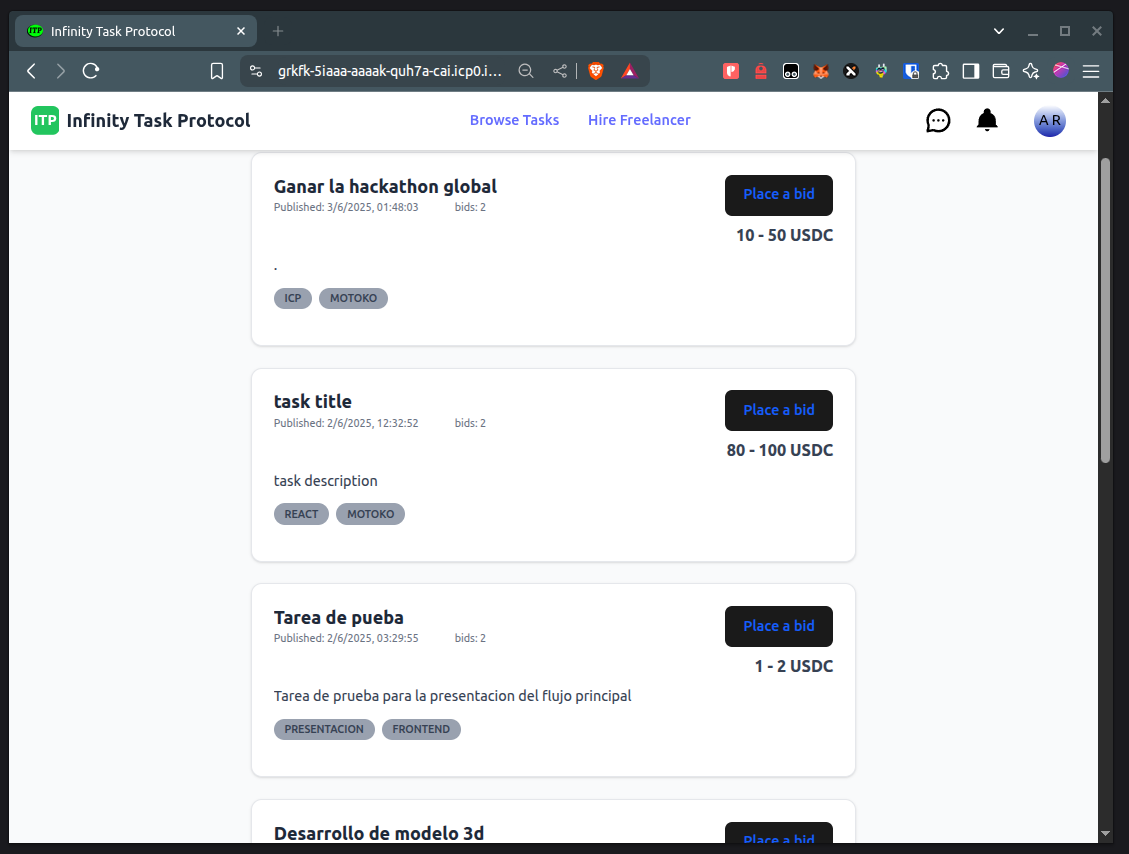 ITP Infinity Task Protocol
grkfk-5iaaa-aaaak-quh7a-cai.icp0.i...
ITP Infinity Task Protocol Browse Tasks Hire Freelancer A R
Ganar la hackathon global Place a bid
Published: 3/6/2025, 01:48:03 bids: 2
10 - 50 USDC
.
ICP MOTOKO
task title Place a bid
Published: 2/6/2025, 12:32:52 bids: 2
80 - 100 USDC
task description
REACT MOTOKO
Tarea de pueba Place a bid
Published: 2/6/2025, 03:29:55 bids: 2
1 - 2 USDC
Tarea de prueba para la presentacion del flujo principal
PRESENTACION FRONTEND
Desarrollo de modelo 3d Place a bid